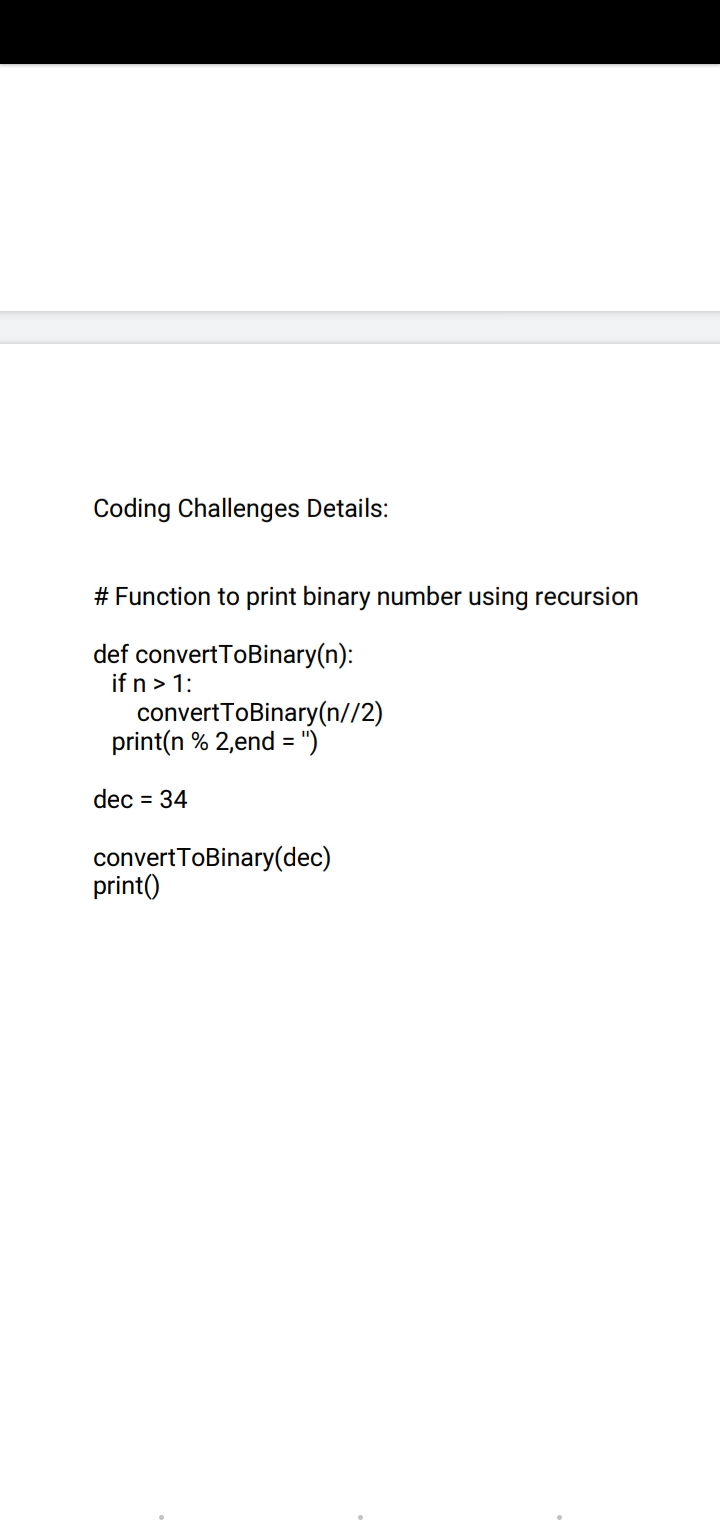 Coding Challenges Details:
# Function to print binary number using recursion
def convertToBinary(n):
if n > 1:
convertToBinary(n//2)
print(n % 2,end = '')
dec = 34
convertToBinary(dec)
print()